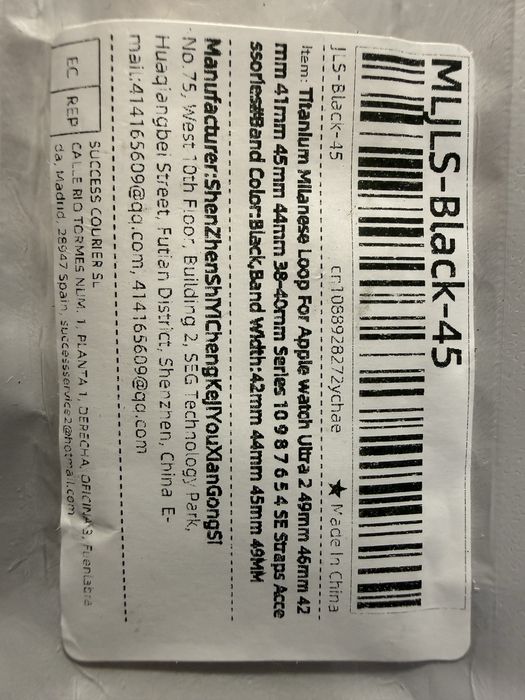 MLJLS-Black-45
JLS-Black-45 cn1088928272ychae ★ Made In China
Item: Titanium Milanese Loop For Apple watch Ultra 2 49mm 46mm 42
mm 41mm 45mm 44mm 38-40mm Series 10 9 8 7 6 5 4 SE Straps Acce
ssories#Band Color:Black,Band Width:42mm 44mm 45mm 49MM
Manufacturer:ShenZhenShiYiChengKeJiYouXianGongSi
No.75, West 10th Floor, Building 2, SEG Technology Park,
Huaqiangbei Street, Futian District, Shenzhen, China E-
mail:414165609@qq.com, 414165609@qq.com
EC REP
SUCCESS COURIER SL
CALLE RIO TORMES NUM. 1, PLANTA 1, DERECHA, OFICINA 3, Fuenlabra
da, Madrid, 28947 Spain, successservice2@hotmail.com